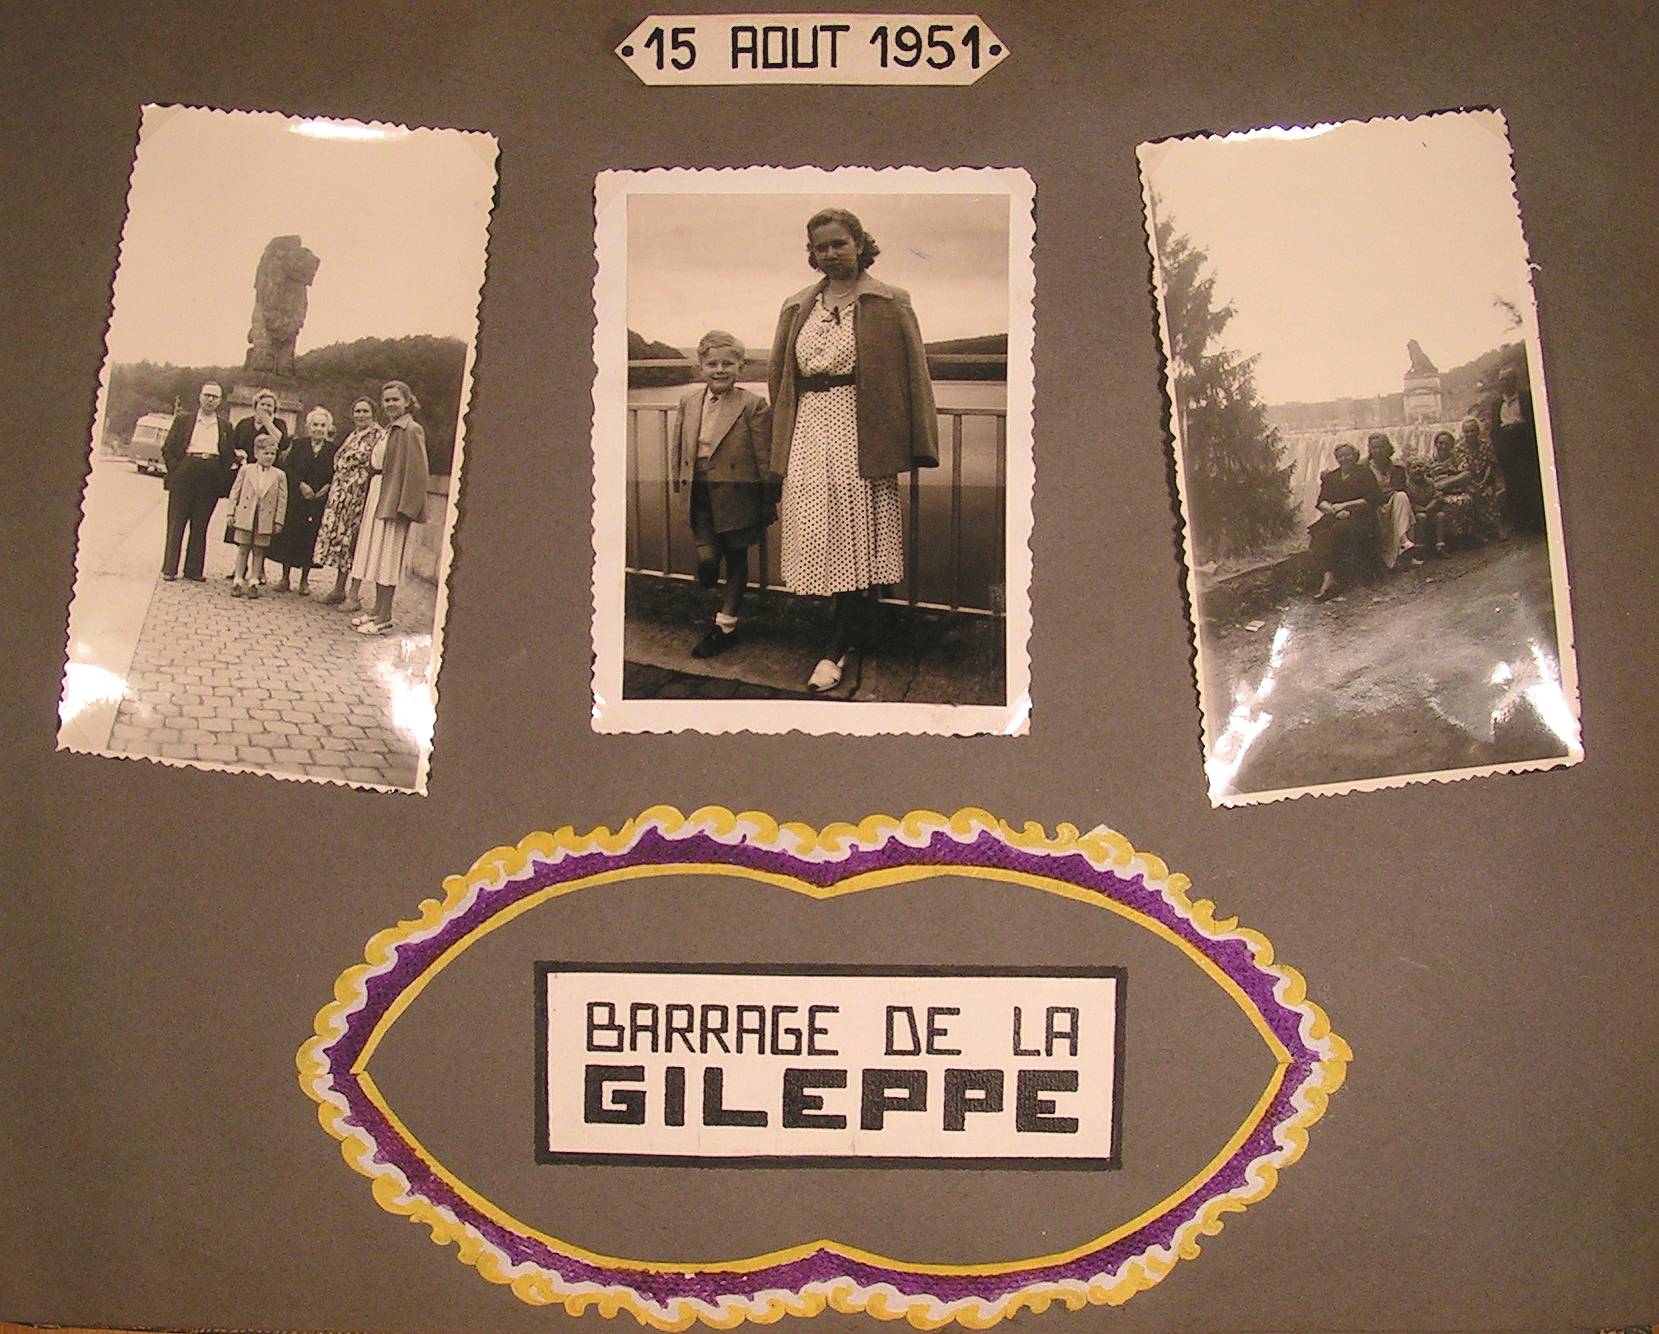 ·15 AOUT 1951·
BARRAGE DE LA
GILEPPE